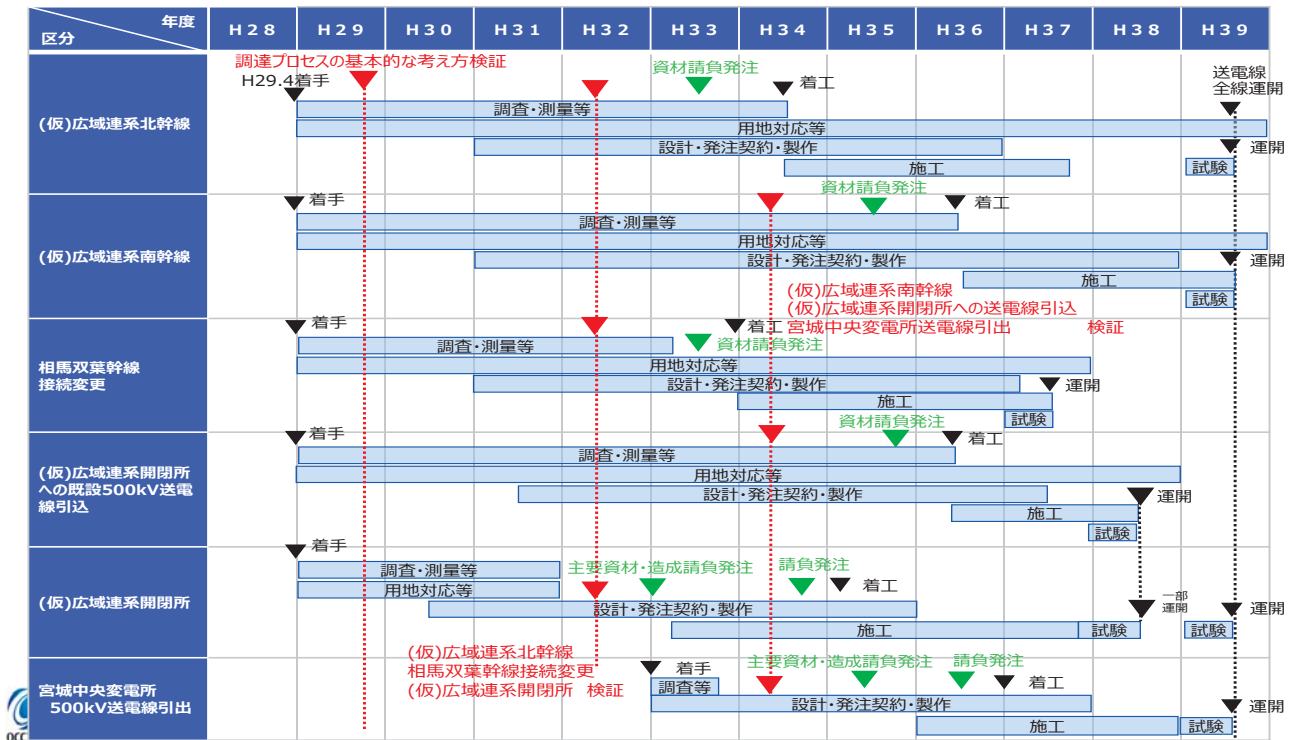 年度
区分
H28 H29 H30 H31 H32 H33 H34 H35 H36 H37 H38 H39
調達プロセスの基本的な考え方検証
H29.4着手
資材請負発注
着工
送電線
全線運開
(仮)広域連系北幹線
調査・測量等
用地対応等
設計・発注契約・製作
運開
施工
試験
着手
資材請負発注
着工
(仮)広域連系南幹線
調査・測量等
用地対応等
設計・発注契約・製作
運開
施工
試験
(仮)広域連系南幹線
(仮)広域連系開閉所への送電線引込
宮城中央変電所送電線引出 検証
着手
着工
資材請負発注
相馬双葉幹線
接続変更
調査・測量等
用地対応等
設計・発注契約・製作
運開
施工
試験
着手
資材請負発注
着工
(仮)広域連系開閉所
への既設500kV送電
線引込
調査・測量等
用地対応等
設計・発注契約・製作
運開
施工
試験
着手
主要資材・造成請負発注
請負発注
着工
(仮)広域連系開閉所
調査・測量等
用地対応等
設計・発注契約・製作
一部
運開
運開
施工
試験
試験
(仮)広域連系北幹線
相馬双葉幹線接続変更
(仮)広域連系開閉所 検証
着手
主要資材・造成請負発注
請負発注
着工
宮城中央変電所
500kV送電線引出
調査等
設計・発注契約・製作
運開
施工
試験